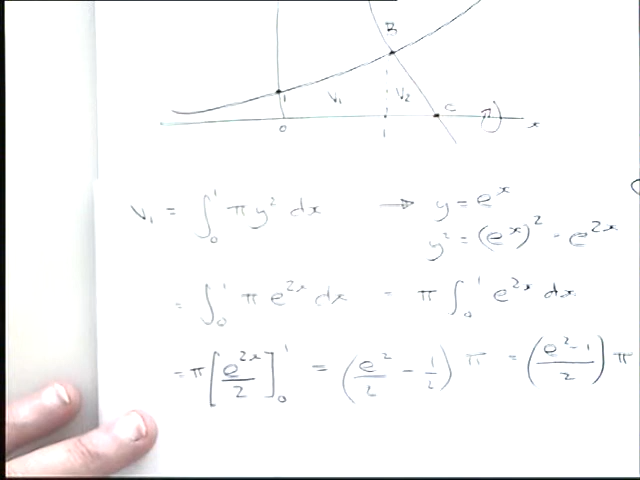 B
1 V₁ V₂ C
0 1 x
V₁ = ∫₀¹ π y² dx → y = eˣ
y² = (eˣ)² = e²ˣ
= ∫₀¹ π e²ˣ dx = π ∫₀¹ e²ˣ dx
= π [e²ˣ/2]₀¹ = (e²/2 - 1/2) π = (e²-1/2) π